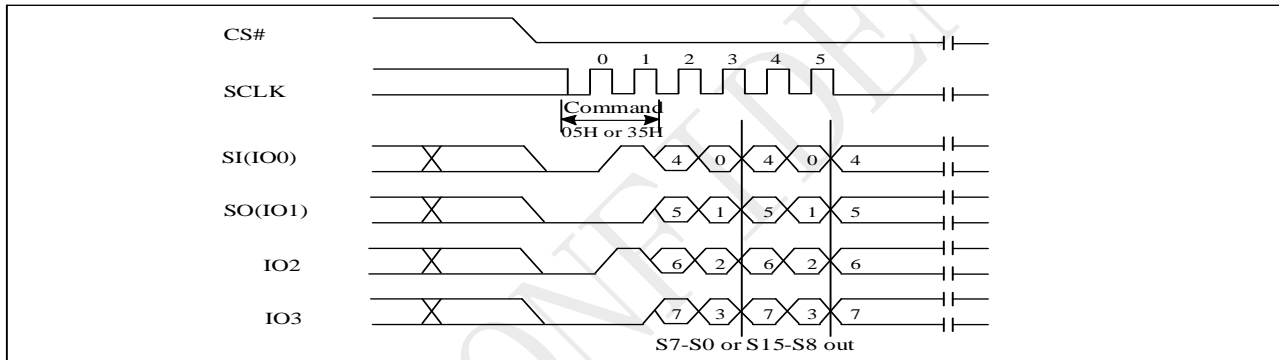 CS#
0 1 2 3 4 5
SCLK
Command
05H or 35H
SI(IO0) 4 0 4 0 4
SO(IO1) 5 1 5 1 5
IO2 6 2 6 2 6
IO3 7 3 7 3 7
S7-S0 or S15-S8 out